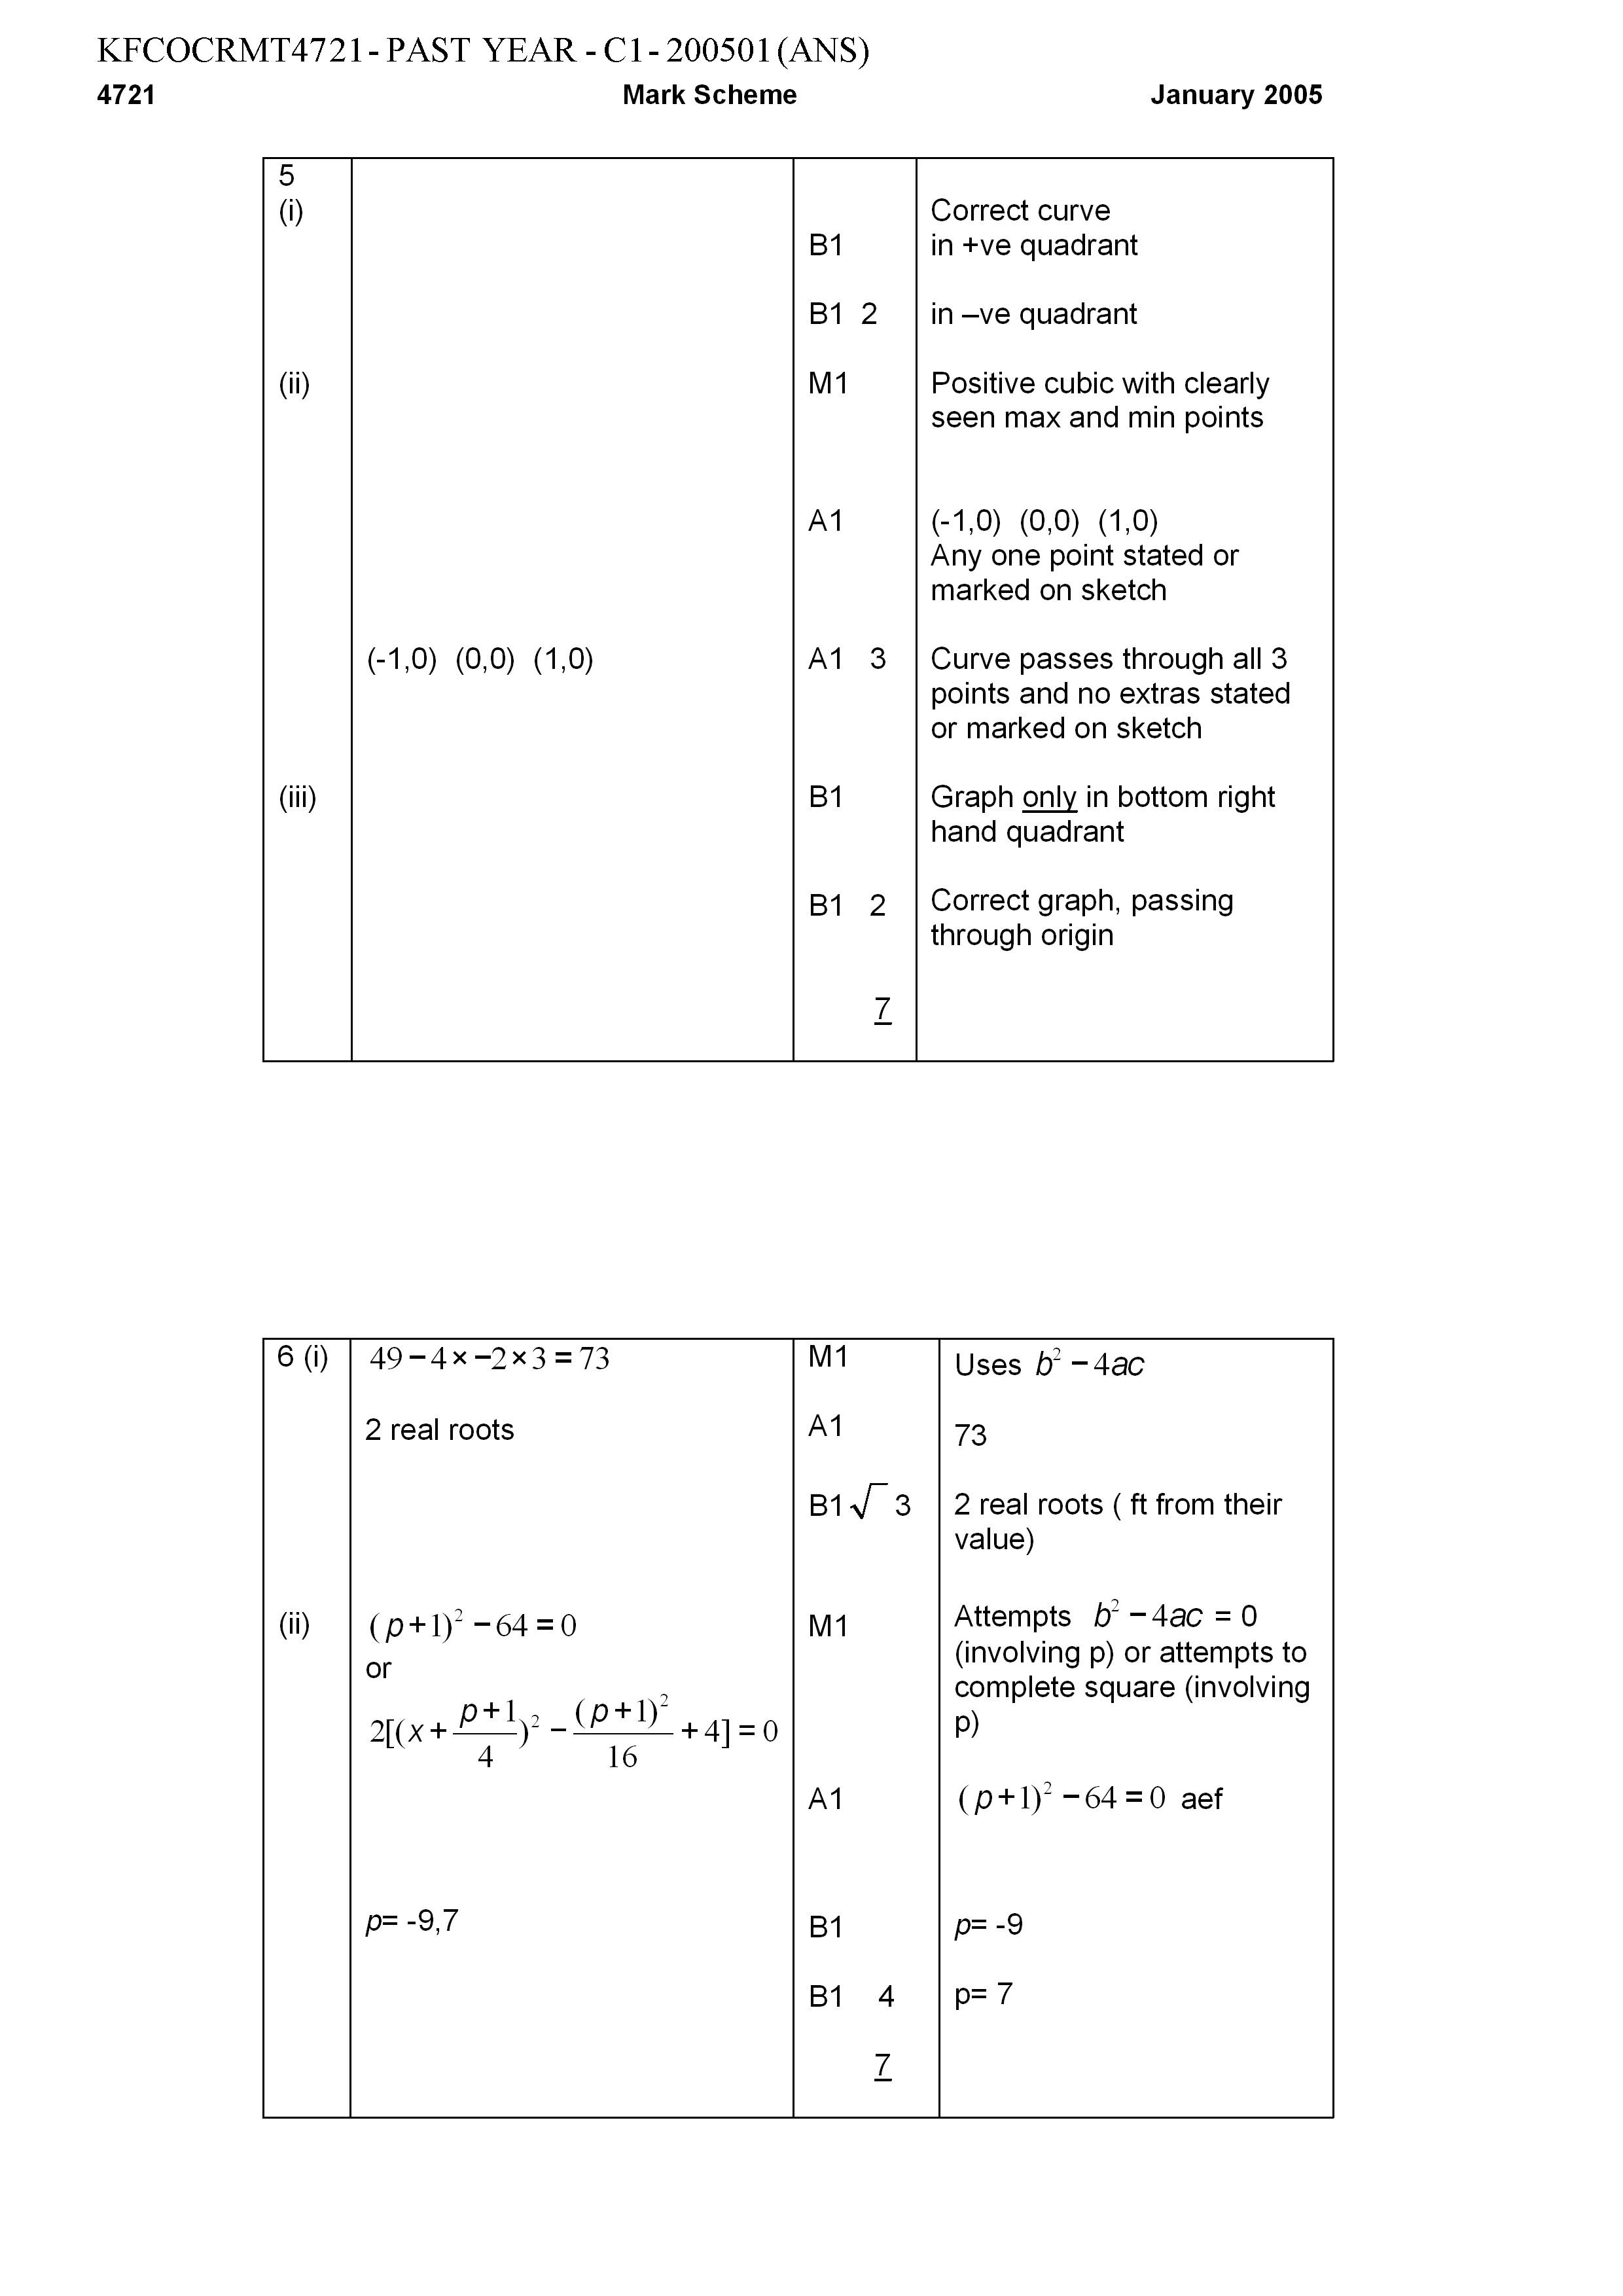 KFCOCRMT4721- PAST YEAR - C1- 200501 (ANS)
4721 Mark Scheme January 2005
5
(i) Correct curve
B1 in +ve quadrant
B1 2 in –ve quadrant
(ii) M1 Positive cubic with clearly
seen max and min points
A1 (-1,0) (0,0) (1,0)
Any one point stated or
marked on sketch
(-1,0) (0,0) (1,0) A1 3 Curve passes through all 3
points and no extras stated
or marked on sketch
(iii) B1 Graph only in bottom right
hand quadrant
B1 2 Correct graph, passing
through origin
7
6 (i) 49 − 4 × −2 × 3 = 73 M1 Uses b² − 4ac
2 real roots A1 73
B1√ 3 2 real roots ( ft from their
value)
(ii) (p+1)² − 64 = 0 M1 Attempts b² − 4ac = 0
or (involving p) or attempts to
complete square (involving
2[(x + (p+1)/4)² − (p+1)²/16 + 4] = 0 p)
A1 (p+1)² − 64 = 0 aef
p= -9,7 B1 p= -9
B1 4 p= 7
7